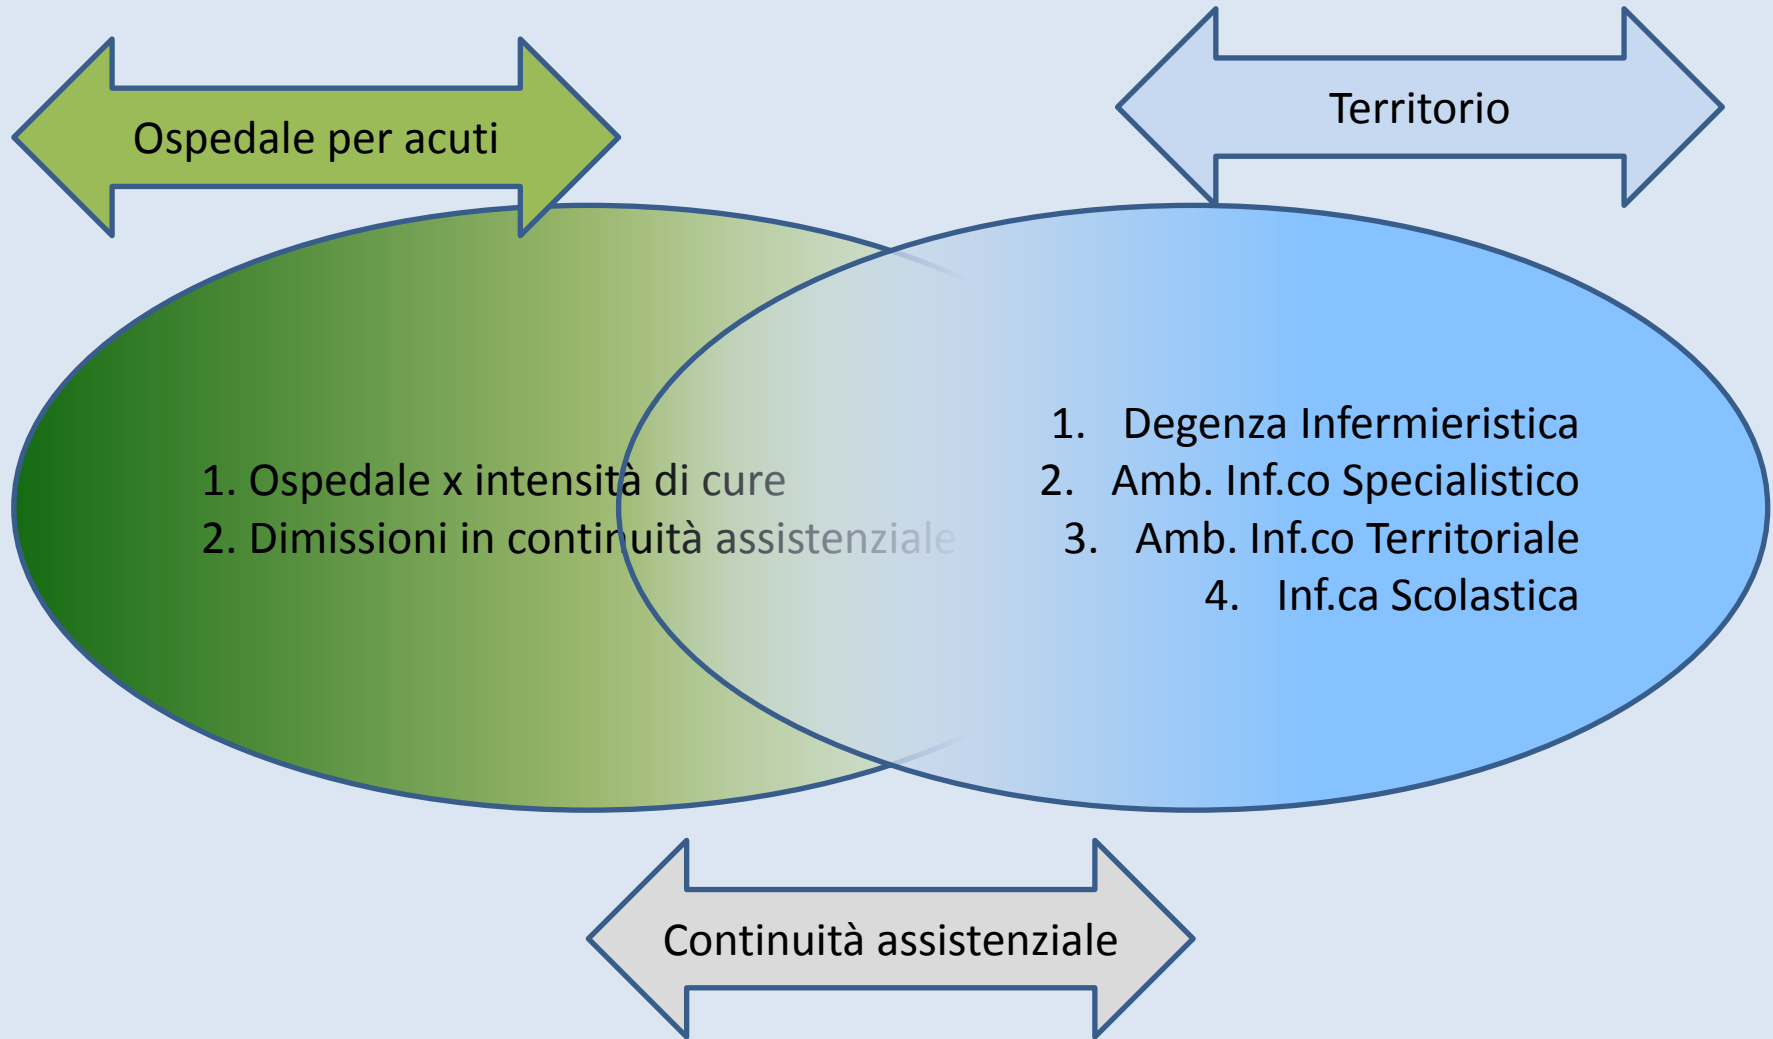 Ospedale per acuti
Territorio
1. Ospedale x intensità di cure
2. Dimissioni in continuità assistenziale
1. Degenza Infermieristica
2. Amb. Inf.co Specialistico
3. Amb. Inf.co Territoriale
4. Inf.ca Scolastica
Continuità assistenziale